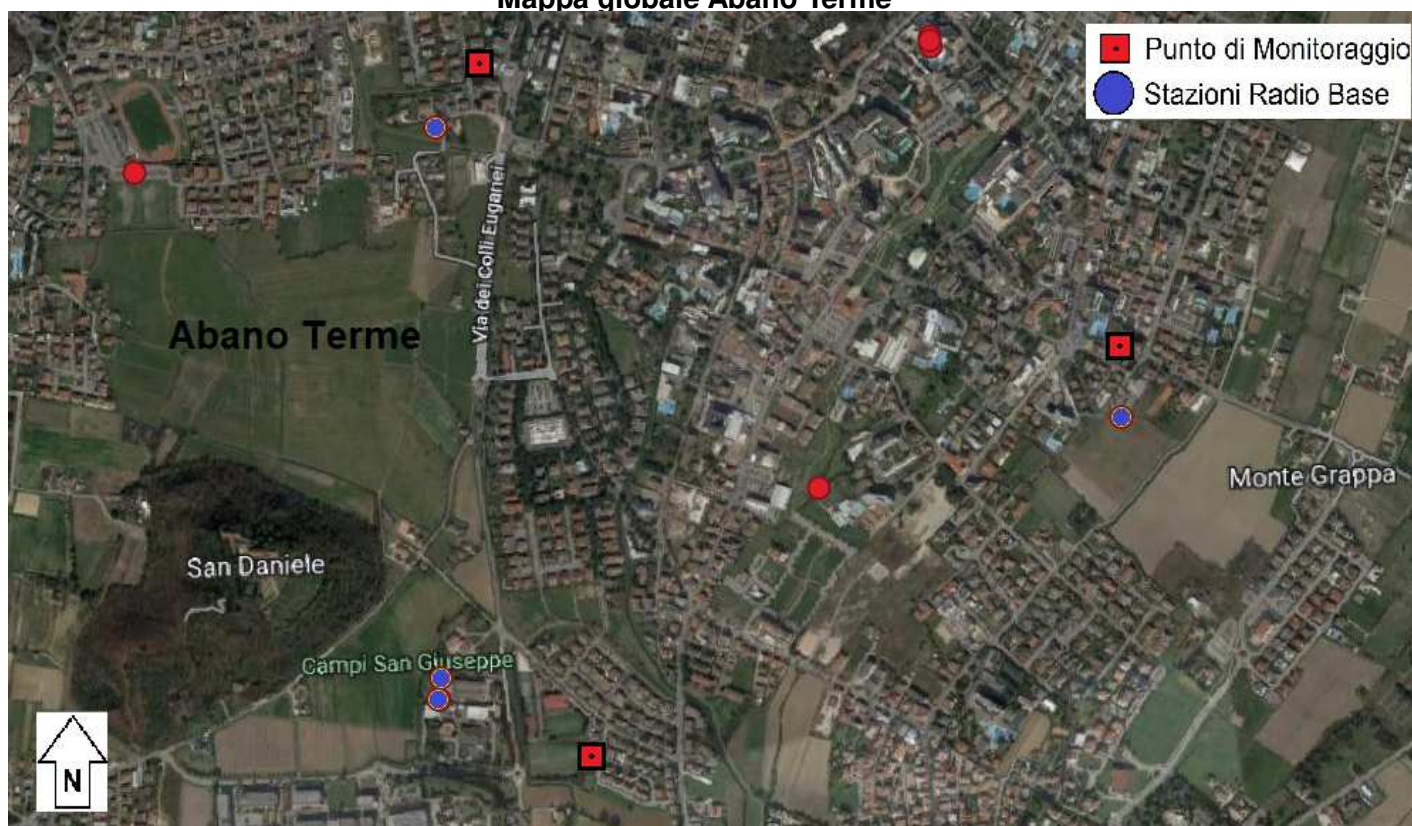 Mappa globale Abano Terme
Punto di Monitoraggio
Stazioni Radio Base
Via dei Colli Euganei
Abano Terme
Monte Grappa
San Daniele
Campi San Giuseppe
N